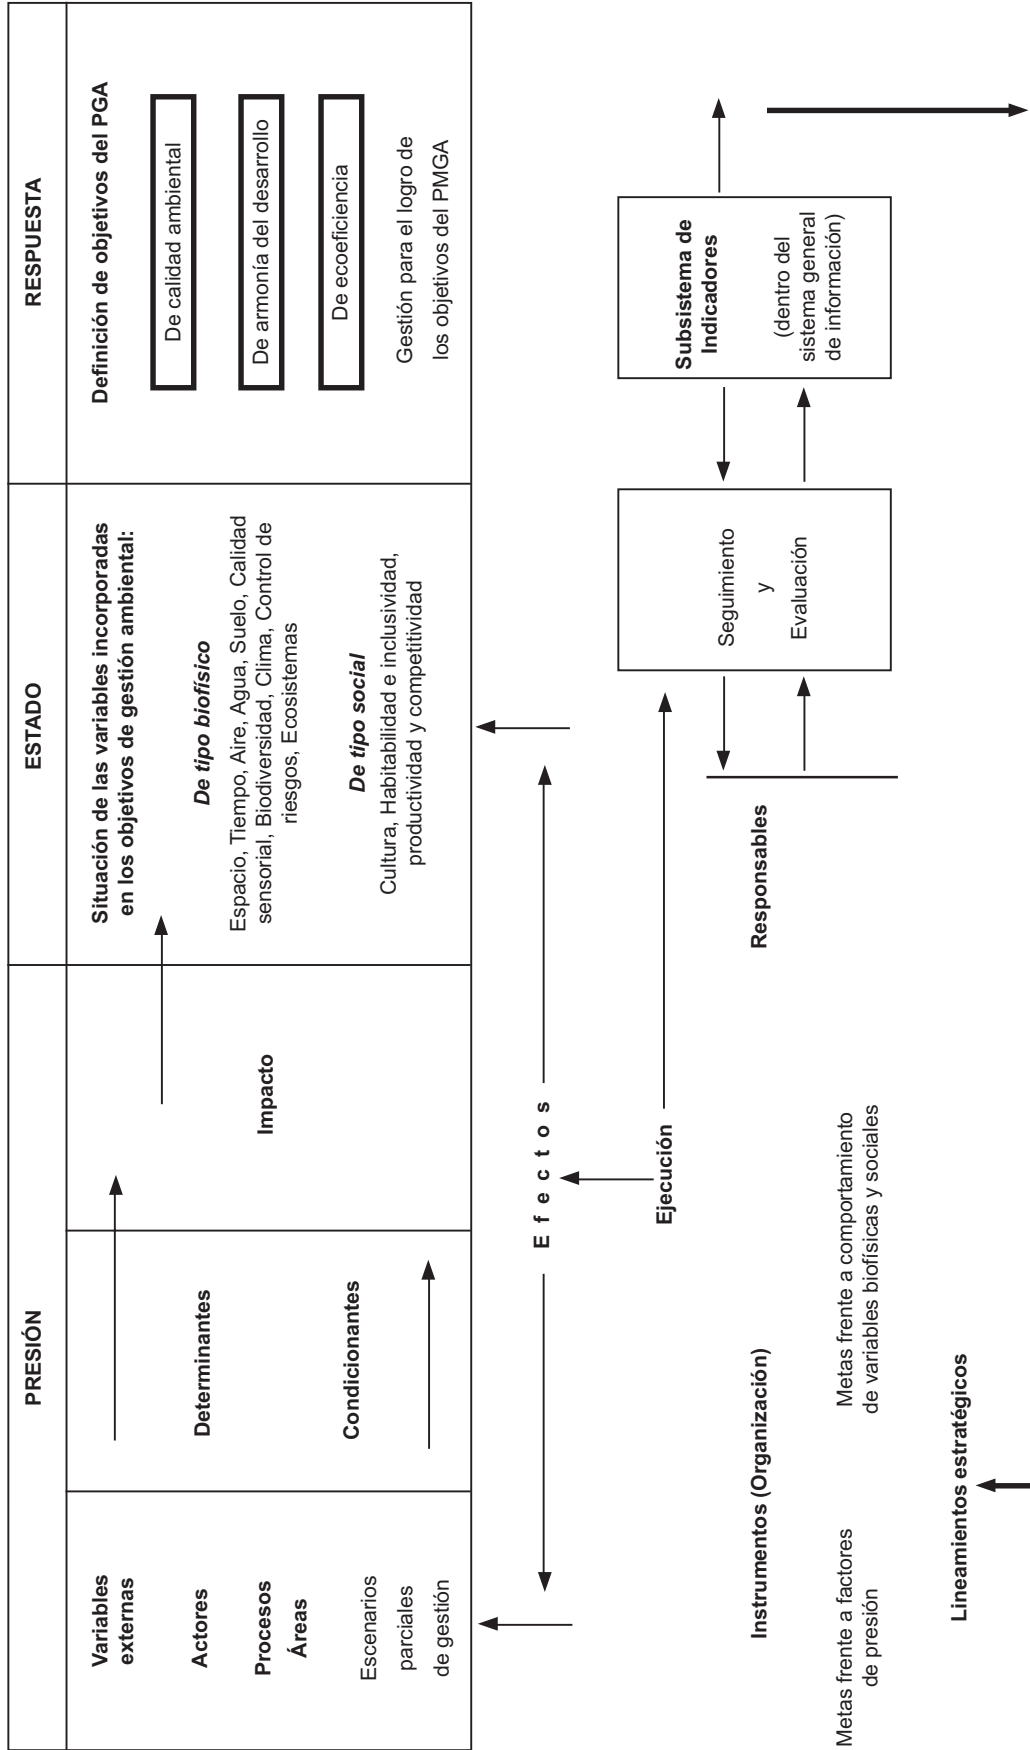 PRESIÓN
ESTADO
RESPUESTA
Variables
externas
Actores
Procesos
Áreas
Escenarios
parciales
de gestión
Determinantes
Condicionantes
Impacto
Situación de las variables incorporadas
en los objetivos de gestión ambiental:
De tipo biofísico
Espacio, Tiempo, Aire, Agua, Suelo, Calidad
sensorial, Biodiversidad, Clima, Control de
riesgos, Ecosistemas
De tipo social
Cultura, Habitabilidad e inclusividad,
productividad y competitividad
Definición de objetivos del PGA
De calidad ambiental
De armonía del desarrollo
De ecoeficiencia
Gestión para el logro de
los objetivos del PMGA
E f e c t o s
Ejecución
Seguimiento
y
Evaluación
Subsistema de
Indicadores
(dentro del
sistema general
de información)
Instrumentos (Organización)
Responsables
Metas frente a factores
de presión
Metas frente a comportamiento
de variables biofísicas y sociales
Lineamientos estratégicos